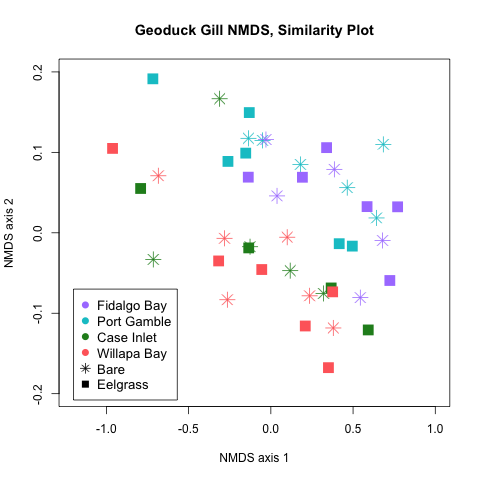 Geoduck Gill NMDS, Similarity Plot
NMDS axis 2
0.2
0.1
0.0
-0.1
-0.2
Fidalgo Bay
Port Gamble
Case Inlet
Willapa Bay
Bare
Eelgrass
-1.0 -0.5 0.0 0.5 1.0
NMDS axis 1